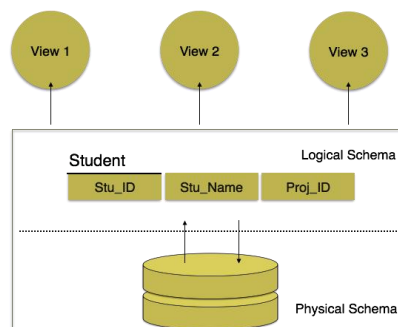 View 1
View 2
View 3
Logical Schema
Student
Stu_ID
Stu_Name
Proj_ID
Physical Schema